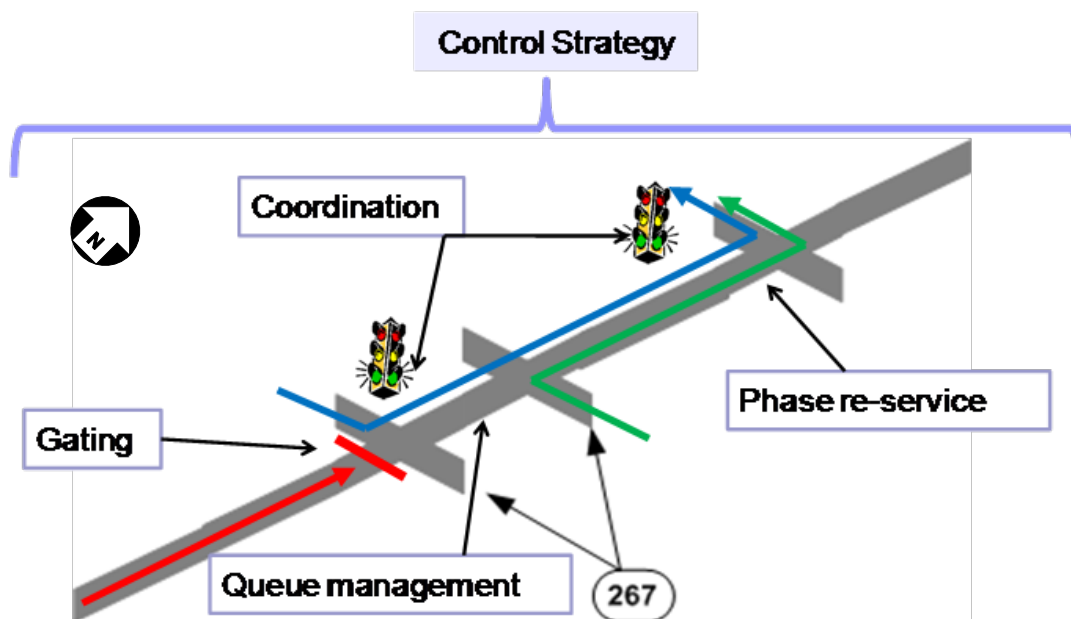 Control Strategy
Coordination
N
Phase re-service
Gating
Queue management
267